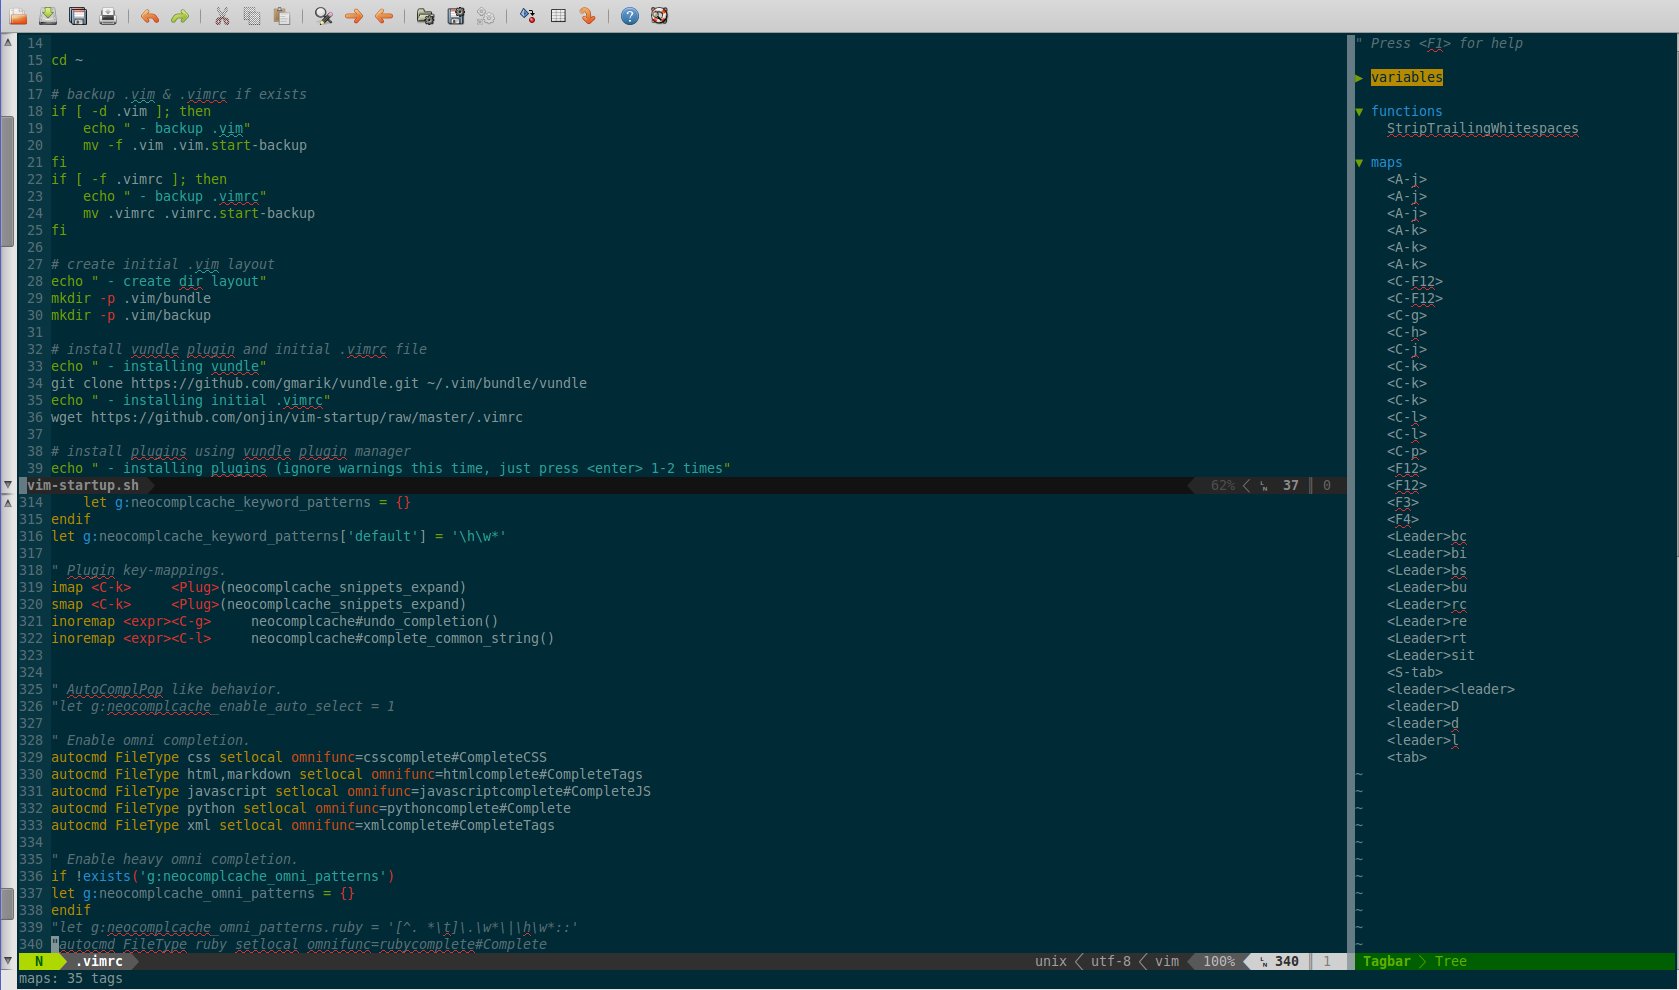 14
15 cd ~
16
17 # backup .vim & .vimrc if exists
18 if [ -d .vim ]; then
19     echo " - backup .vim"
20     mv -f .vim .vim.start-backup
21 fi
22 if [ -f .vimrc ]; then
23     echo " - backup .vimrc"
24     mv .vimrc .vimrc.start-backup
25 fi
26
27 # create initial .vim layout
28 echo " - create dir layout"
29 mkdir -p .vim/bundle
30 mkdir -p .vim/backup
31
32 # install vundle plugin and initial .vimrc file
33 echo " - installing vundle"
34 git clone https://github.com/gmarik/vundle.git ~/.vim/bundle/vundle
35 echo " - installing initial .vimrc"
36 wget https://github.com/onjin/vim-startup/raw/master/.vimrc
37
38 # install plugins using vundle plugin manager
39 echo " - installing plugins (ignore warnings this time, just press <enter> 1-2 times"
vim-startup.sh 62% LN 37 0
314     let g:neocomplcache_keyword_patterns = {}
315 endif
316 let g:neocomplcache_keyword_patterns['default'] = '\h\w*'
317
318 " Plugin key-mappings.
319 imap <C-k>     <Plug>(neocomplcache_snippets_expand)
320 smap <C-k>     <Plug>(neocomplcache_snippets_expand)
321 inoremap <expr><C-g>     neocomplcache#undo_completion()
322 inoremap <expr><C-l>     neocomplcache#complete_common_string()
323
324
325 " AutoComplPop like behavior.
326 "let g:neocomplcache_enable_auto_select = 1
327
328 " Enable omni completion.
329 autocmd FileType css setlocal omnifunc=csscomplete#CompleteCSS
330 autocmd FileType html,markdown setlocal omnifunc=htmlcomplete#CompleteTags
331 autocmd FileType javascript setlocal omnifunc=javascriptcomplete#CompleteJS
332 autocmd FileType python setlocal omnifunc=pythoncomplete#Complete
333 autocmd FileType xml setlocal omnifunc=xmlcomplete#CompleteTags
334
335 " Enable heavy omni completion.
336 if !exists('g:neocomplcache_omni_patterns')
337 let g:neocomplcache_omni_patterns = {}
338 endif
339 "let g:neocomplcache_omni_patterns.ruby = '[^. *\t]\.\w*\|\h\w*::'
340 "autocmd FileType ruby setlocal omnifunc=rubycomplete#Complete
N .vimrc unix utf-8 vim 100% LN 340 1
maps: 35 tags
" Press <F1> for help
▶ variables
▼ functions
StripTrailingWhitespaces
▼ maps
<A-j>
<A-j>
<A-j>
<A-k>
<A-k>
<A-k>
<C-F12>
<C-F12>
<C-g>
<C-h>
<C-j>
<C-k>
<C-k>
<C-k>
<C-l>
<C-l>
<C-p>
<F12>
<F12>
<F3>
<F4>
<Leader>bc
<Leader>bi
<Leader>bs
<Leader>bu
<Leader>rc
<Leader>re
<Leader>rt
<Leader>sit
<S-tab>
<leader><leader>
<leader>D
<leader>d
<leader>l
<tab>
~
~
~
~
~
~
~
~
~
~
~
Tagbar Tree